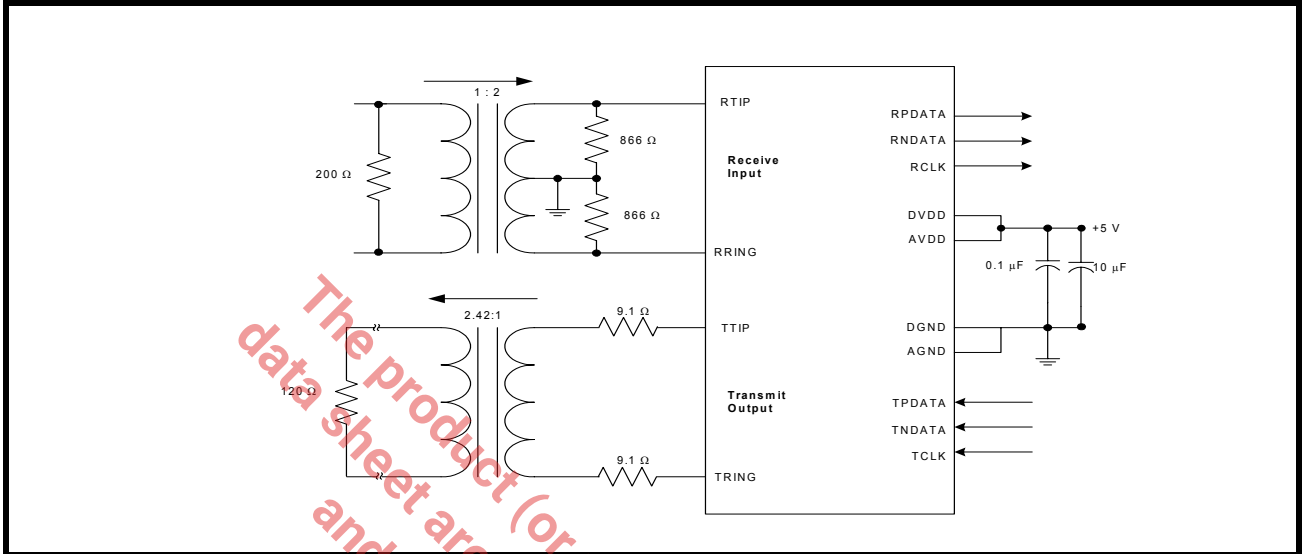 1 : 2
200 Ω
866 Ω
866 Ω
RTIP
Receive
Input
RRING
2.42:1
9.1 Ω
120 Ω
9.1 Ω
TTIP
Transmit
Output
TRING
RPDATA
RNDATA
RCLK
DVDD
AVDD
+5 V
0.1 μF
10 μF
DGND
AGND
TPDATA
TNDATA
TCLK
The product (or
data sheet are
and